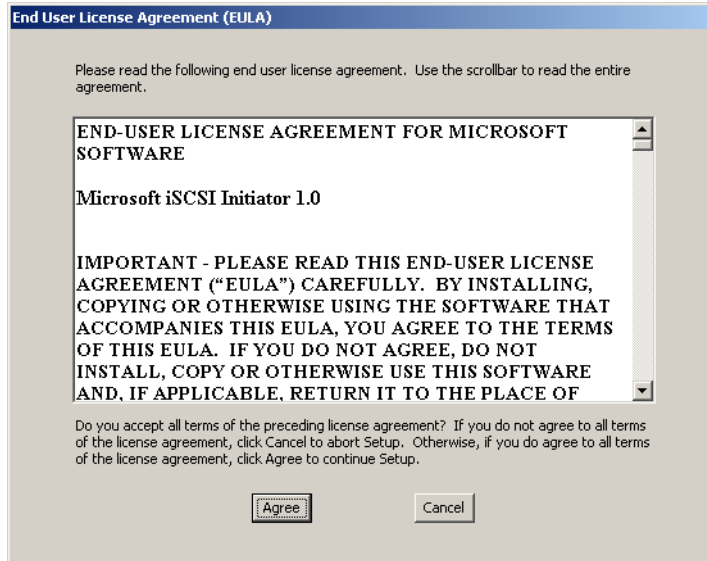 End User License Agreement (EULA)
Please read the following end user license agreement.  Use the scrollbar to read the entire
agreement.
END-USER LICENSE AGREEMENT FOR MICROSOFT
SOFTWARE
Microsoft iSCSI Initiator 1.0
IMPORTANT - PLEASE READ THIS END-USER LICENSE
AGREEMENT (“EULA”) CAREFULLY.  BY INSTALLING,
COPYING OR OTHERWISE USING THE SOFTWARE THAT
ACCOMPANIES THIS EULA, YOU AGREE TO THE TERMS
OF THIS EULA.  IF YOU DO NOT AGREE, DO NOT
INSTALL, COPY OR OTHERWISE USE THIS SOFTWARE
AND, IF APPLICABLE, RETURN IT TO THE PLACE OF
Do you accept all terms of the preceding license agreement?  If you do not agree to all terms
of the license agreement, click Cancel to abort Setup.  Otherwise, if you do agree to all terms
of the license agreement, click Agree to continue Setup.
Agree
Cancel